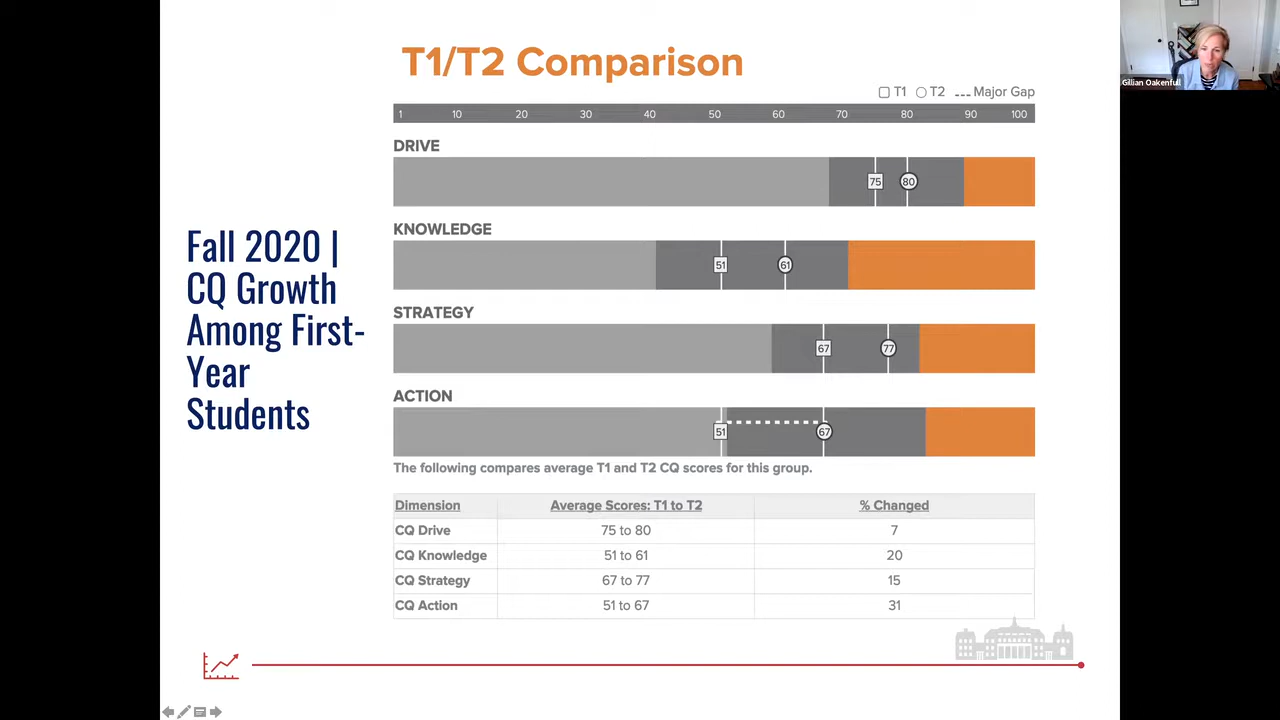 T1/T2 Comparison
T1 T2 Major Gap
1 10 20 30 40 50 60 70 80 90 100
DRIVE
75 80
KNOWLEDGE
51 61
STRATEGY
67 77
ACTION
51 67
The following compares average T1 and T2 CQ scores for this group.
Dimension Average Scores: T1 to T2 % Changed
CQ Drive 75 to 80 7
CQ Knowledge 51 to 61 20
CQ Strategy 67 to 77 15
CQ Action 51 to 67 31
Fall 2020 |
CQ Growth
Among First-
Year
Students
Gillian Oakenfull